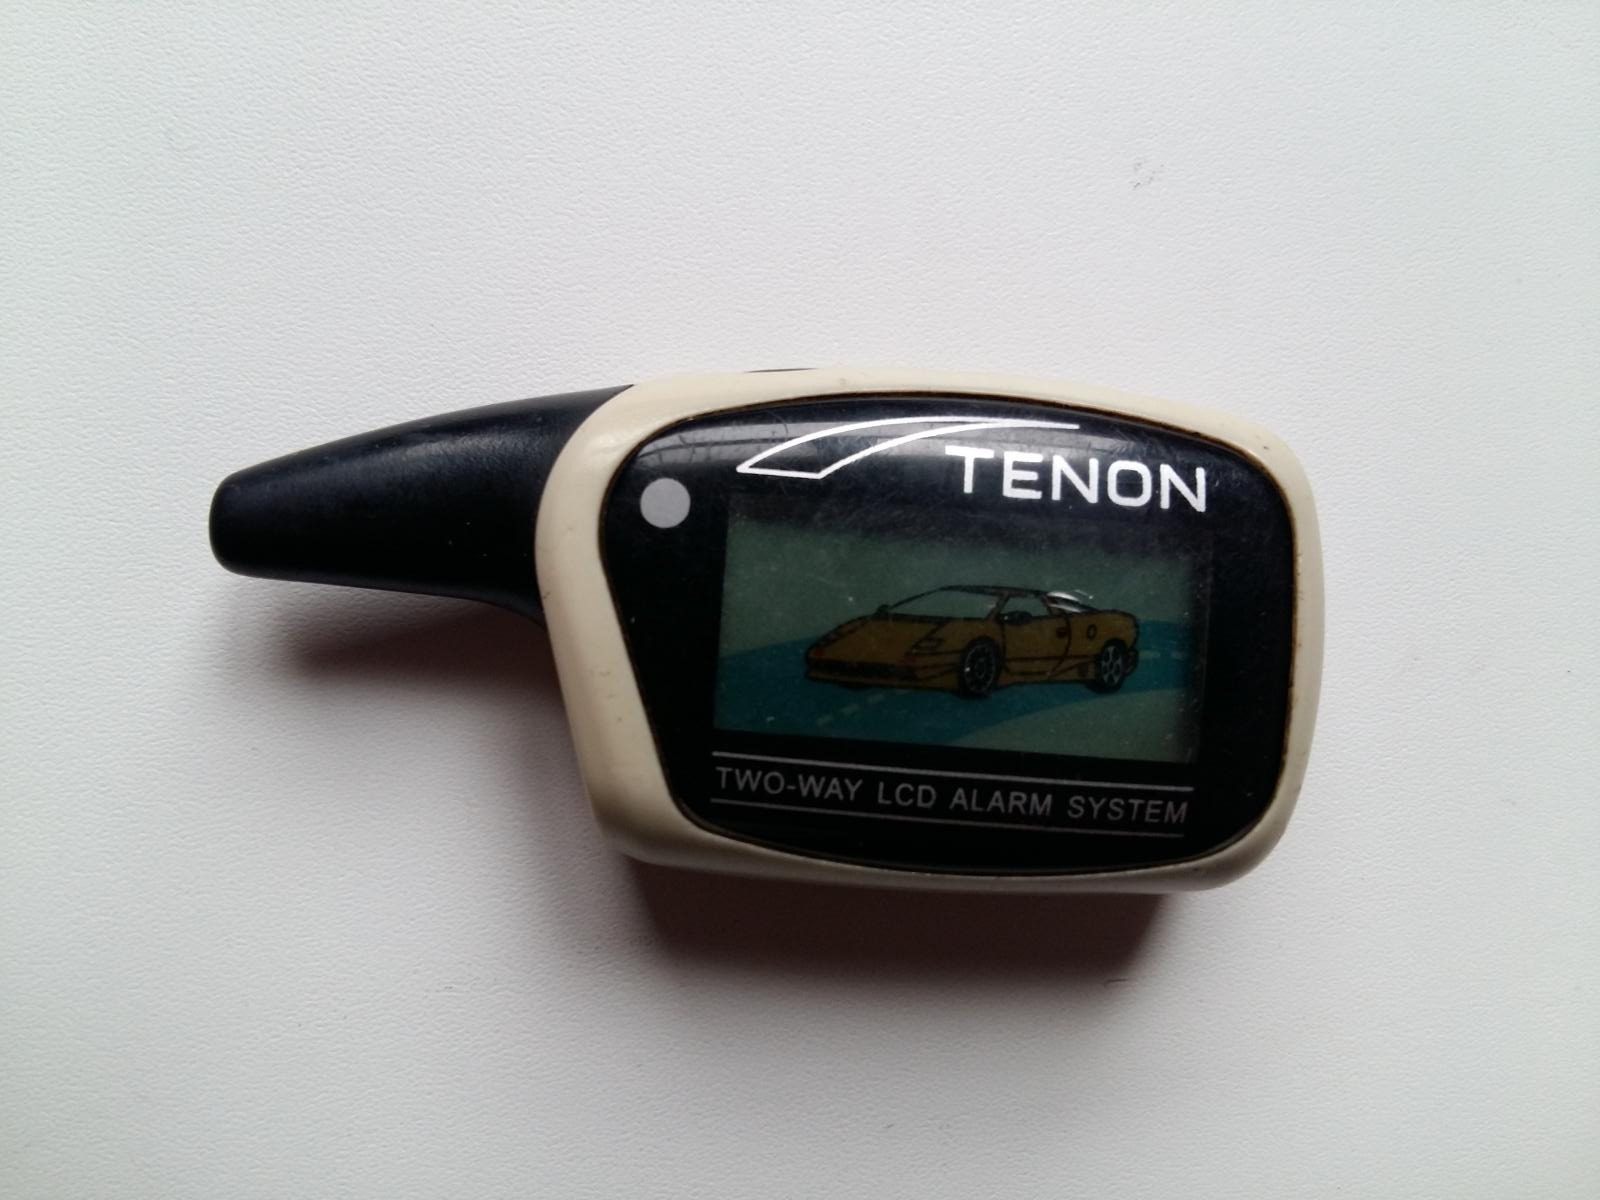 TENON
TWO-WAY LCD ALARM SYSTEM